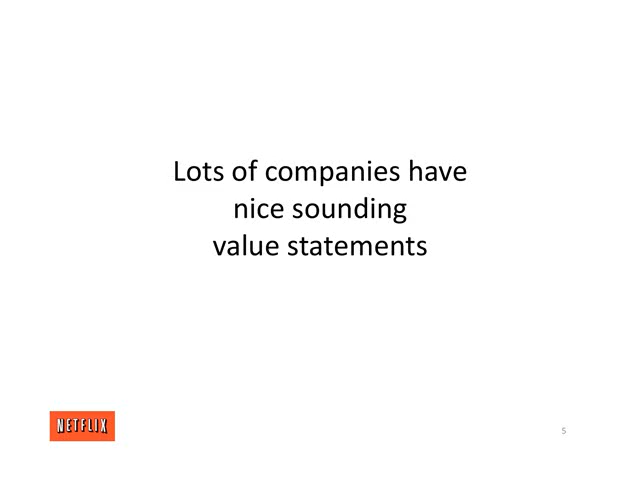 Lots of companies have
nice sounding
value statements
NETFLIX
5